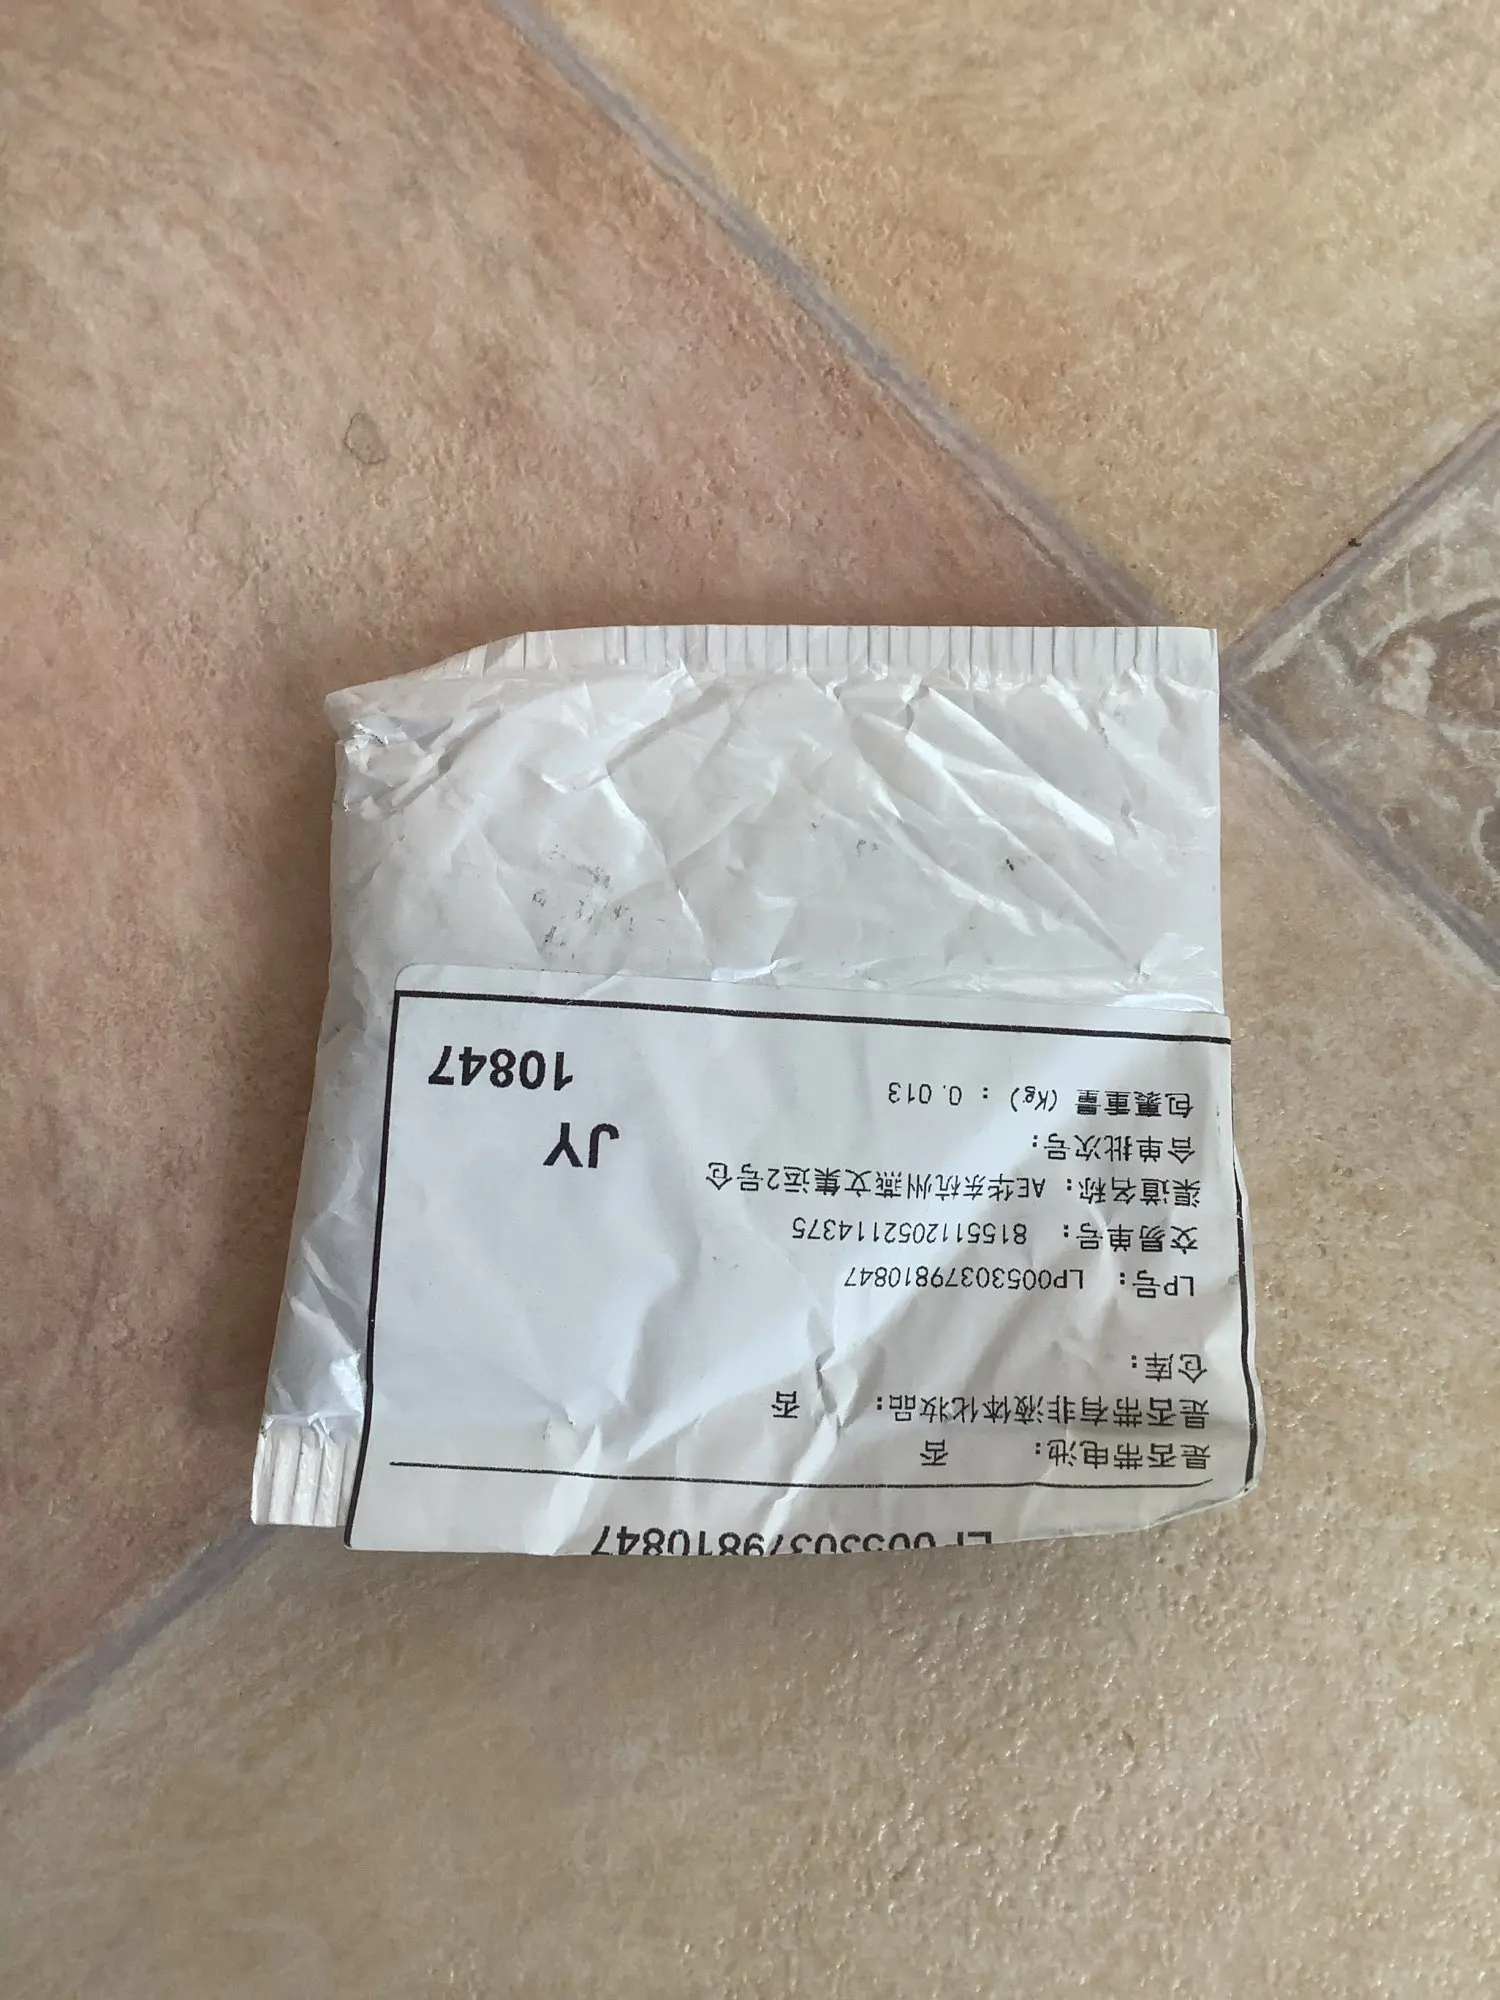 LP00530379810847
是否带电池: 否
是否带有非液体化妆品: 否
仓库:
LP号: LP00530379810847
交易单号: 8155112052114375
渠道名称: AE华东杭州燕文集运2号仓
合单批次号:
包裹重量 (Kg) : 0.013
JY
10847